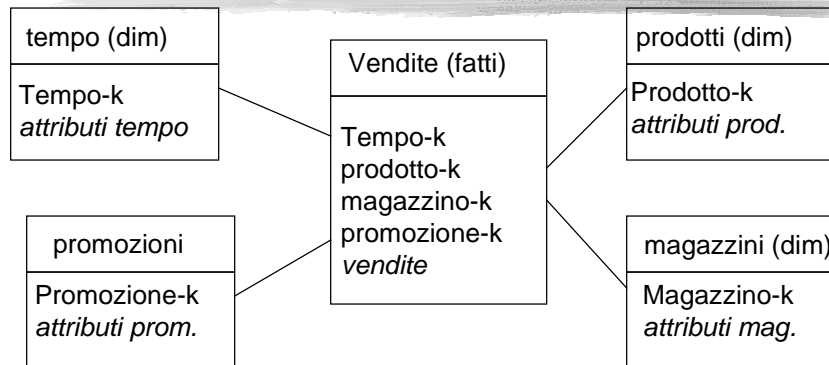 tempo (dim)
Tempo-k
attributi tempo
Vendite (fatti)
Tempo-k
prodotto-k
magazzino-k
promozione-k
vendite
prodotti (dim)
Prodotto-k
attributi prod.
promozioni
Promozione-k
attributi prom.
magazzini (dim)
Magazzino-k
attributi mag.